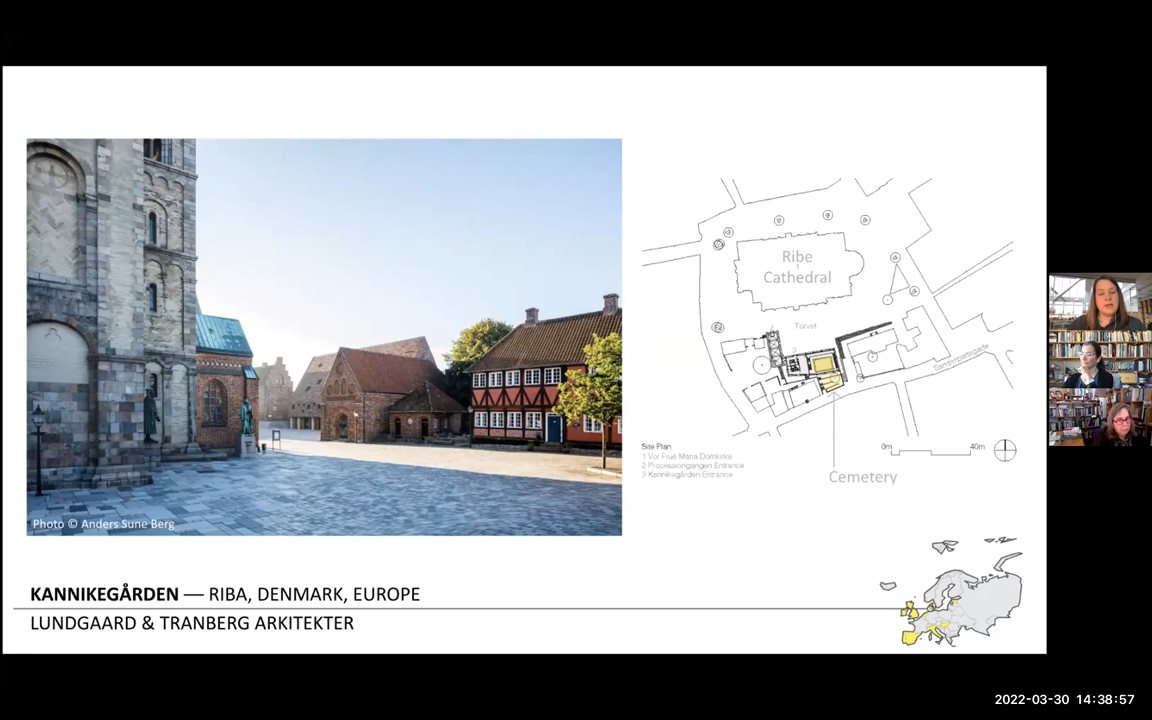 Photo © Anders Sune Berg
Ribe
Cathedral
Torvet
Sønderportsgade
Site Plan
1 Vor Frue Maria Domkirke
2 Processionsgangen Entrance
3 Kannikegården Entrance
0m
40m
Cemetery
KANNIKEGÅRDEN — RIBA, DENMARK, EUROPE
LUNDGAARD & TRANBERG ARKITEKTER
2022-03-30 14:38:57